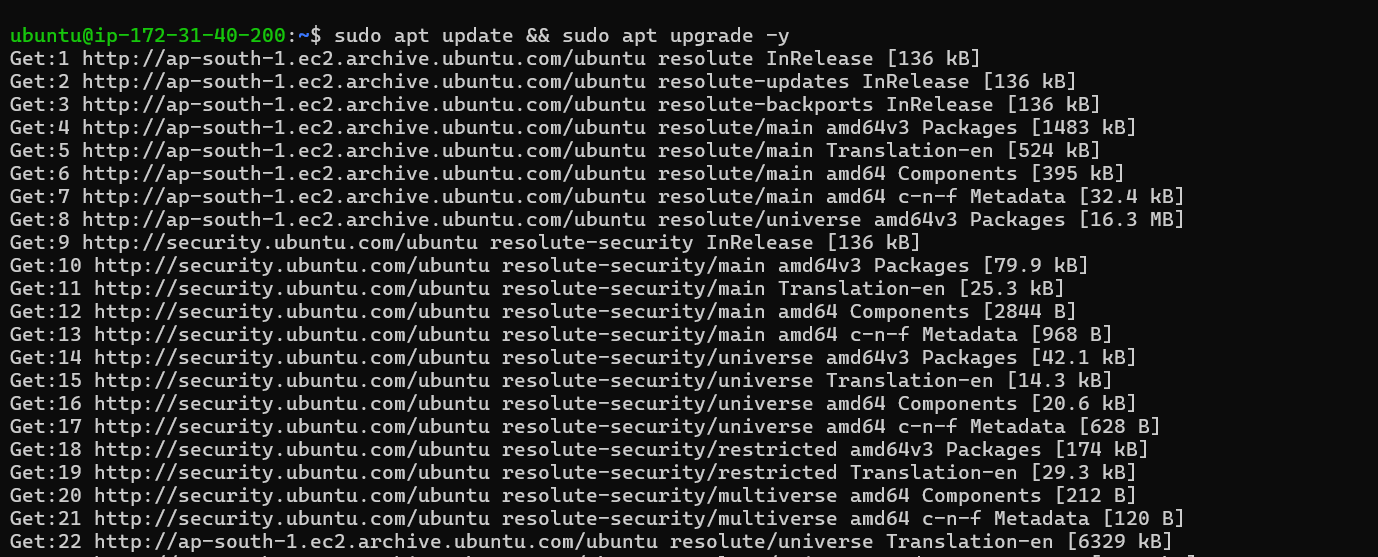 ubuntu@ip-172-31-40-200:~$ sudo apt update && sudo apt upgrade -y
Get:1 http://ap-south-1.ec2.archive.ubuntu.com/ubuntu resolute InRelease [136 kB]
Get:2 http://ap-south-1.ec2.archive.ubuntu.com/ubuntu resolute-updates InRelease [136 kB]
Get:3 http://ap-south-1.ec2.archive.ubuntu.com/ubuntu resolute-backports InRelease [136 kB]
Get:4 http://ap-south-1.ec2.archive.ubuntu.com/ubuntu resolute/main amd64v3 Packages [1483 kB]
Get:5 http://ap-south-1.ec2.archive.ubuntu.com/ubuntu resolute/main Translation-en [524 kB]
Get:6 http://ap-south-1.ec2.archive.ubuntu.com/ubuntu resolute/main amd64 Components [395 kB]
Get:7 http://ap-south-1.ec2.archive.ubuntu.com/ubuntu resolute/main amd64 c-n-f Metadata [32.4 kB]
Get:8 http://ap-south-1.ec2.archive.ubuntu.com/ubuntu resolute/universe amd64v3 Packages [16.3 MB]
Get:9 http://security.ubuntu.com/ubuntu resolute-security InRelease [136 kB]
Get:10 http://security.ubuntu.com/ubuntu resolute-security/main amd64v3 Packages [79.9 kB]
Get:11 http://security.ubuntu.com/ubuntu resolute-security/main Translation-en [25.3 kB]
Get:12 http://security.ubuntu.com/ubuntu resolute-security/main amd64 Components [2844 B]
Get:13 http://security.ubuntu.com/ubuntu resolute-security/main amd64 c-n-f Metadata [968 B]
Get:14 http://security.ubuntu.com/ubuntu resolute-security/universe amd64v3 Packages [42.1 kB]
Get:15 http://security.ubuntu.com/ubuntu resolute-security/universe Translation-en [14.3 kB]
Get:16 http://security.ubuntu.com/ubuntu resolute-security/universe amd64 Components [20.6 kB]
Get:17 http://security.ubuntu.com/ubuntu resolute-security/universe amd64 c-n-f Metadata [628 B]
Get:18 http://security.ubuntu.com/ubuntu resolute-security/restricted amd64v3 Packages [174 kB]
Get:19 http://security.ubuntu.com/ubuntu resolute-security/restricted Translation-en [29.3 kB]
Get:20 http://security.ubuntu.com/ubuntu resolute-security/multiverse amd64 Components [212 B]
Get:21 http://security.ubuntu.com/ubuntu resolute-security/multiverse amd64 c-n-f Metadata [120 B]
Get:22 http://ap-south-1.ec2.archive.ubuntu.com/ubuntu resolute/universe Translation-en [6329 kB]